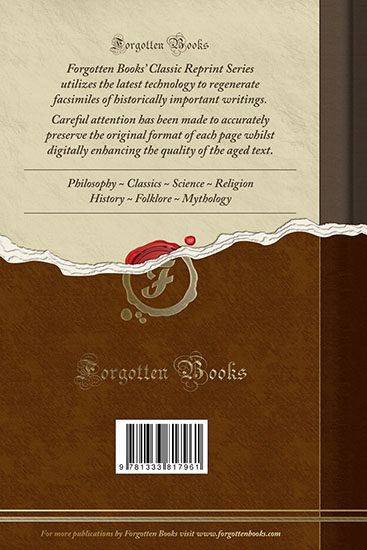 Forgotten Books
Forgotten Books' Classic Reprint Series
utilizes the latest technology to regenerate
facsimiles of historically important writings.
Careful attention has been made to accurately
preserve the original format of each page whilst
digitally enhancing the quality of the aged text.
Philosophy ~ Classics ~ Science ~ Religion
History ~ Folklore ~ Mythology
F
Forgotten Books
9 781333 817961
For more publications by Forgotten Books visit www.forgottenbooks.com